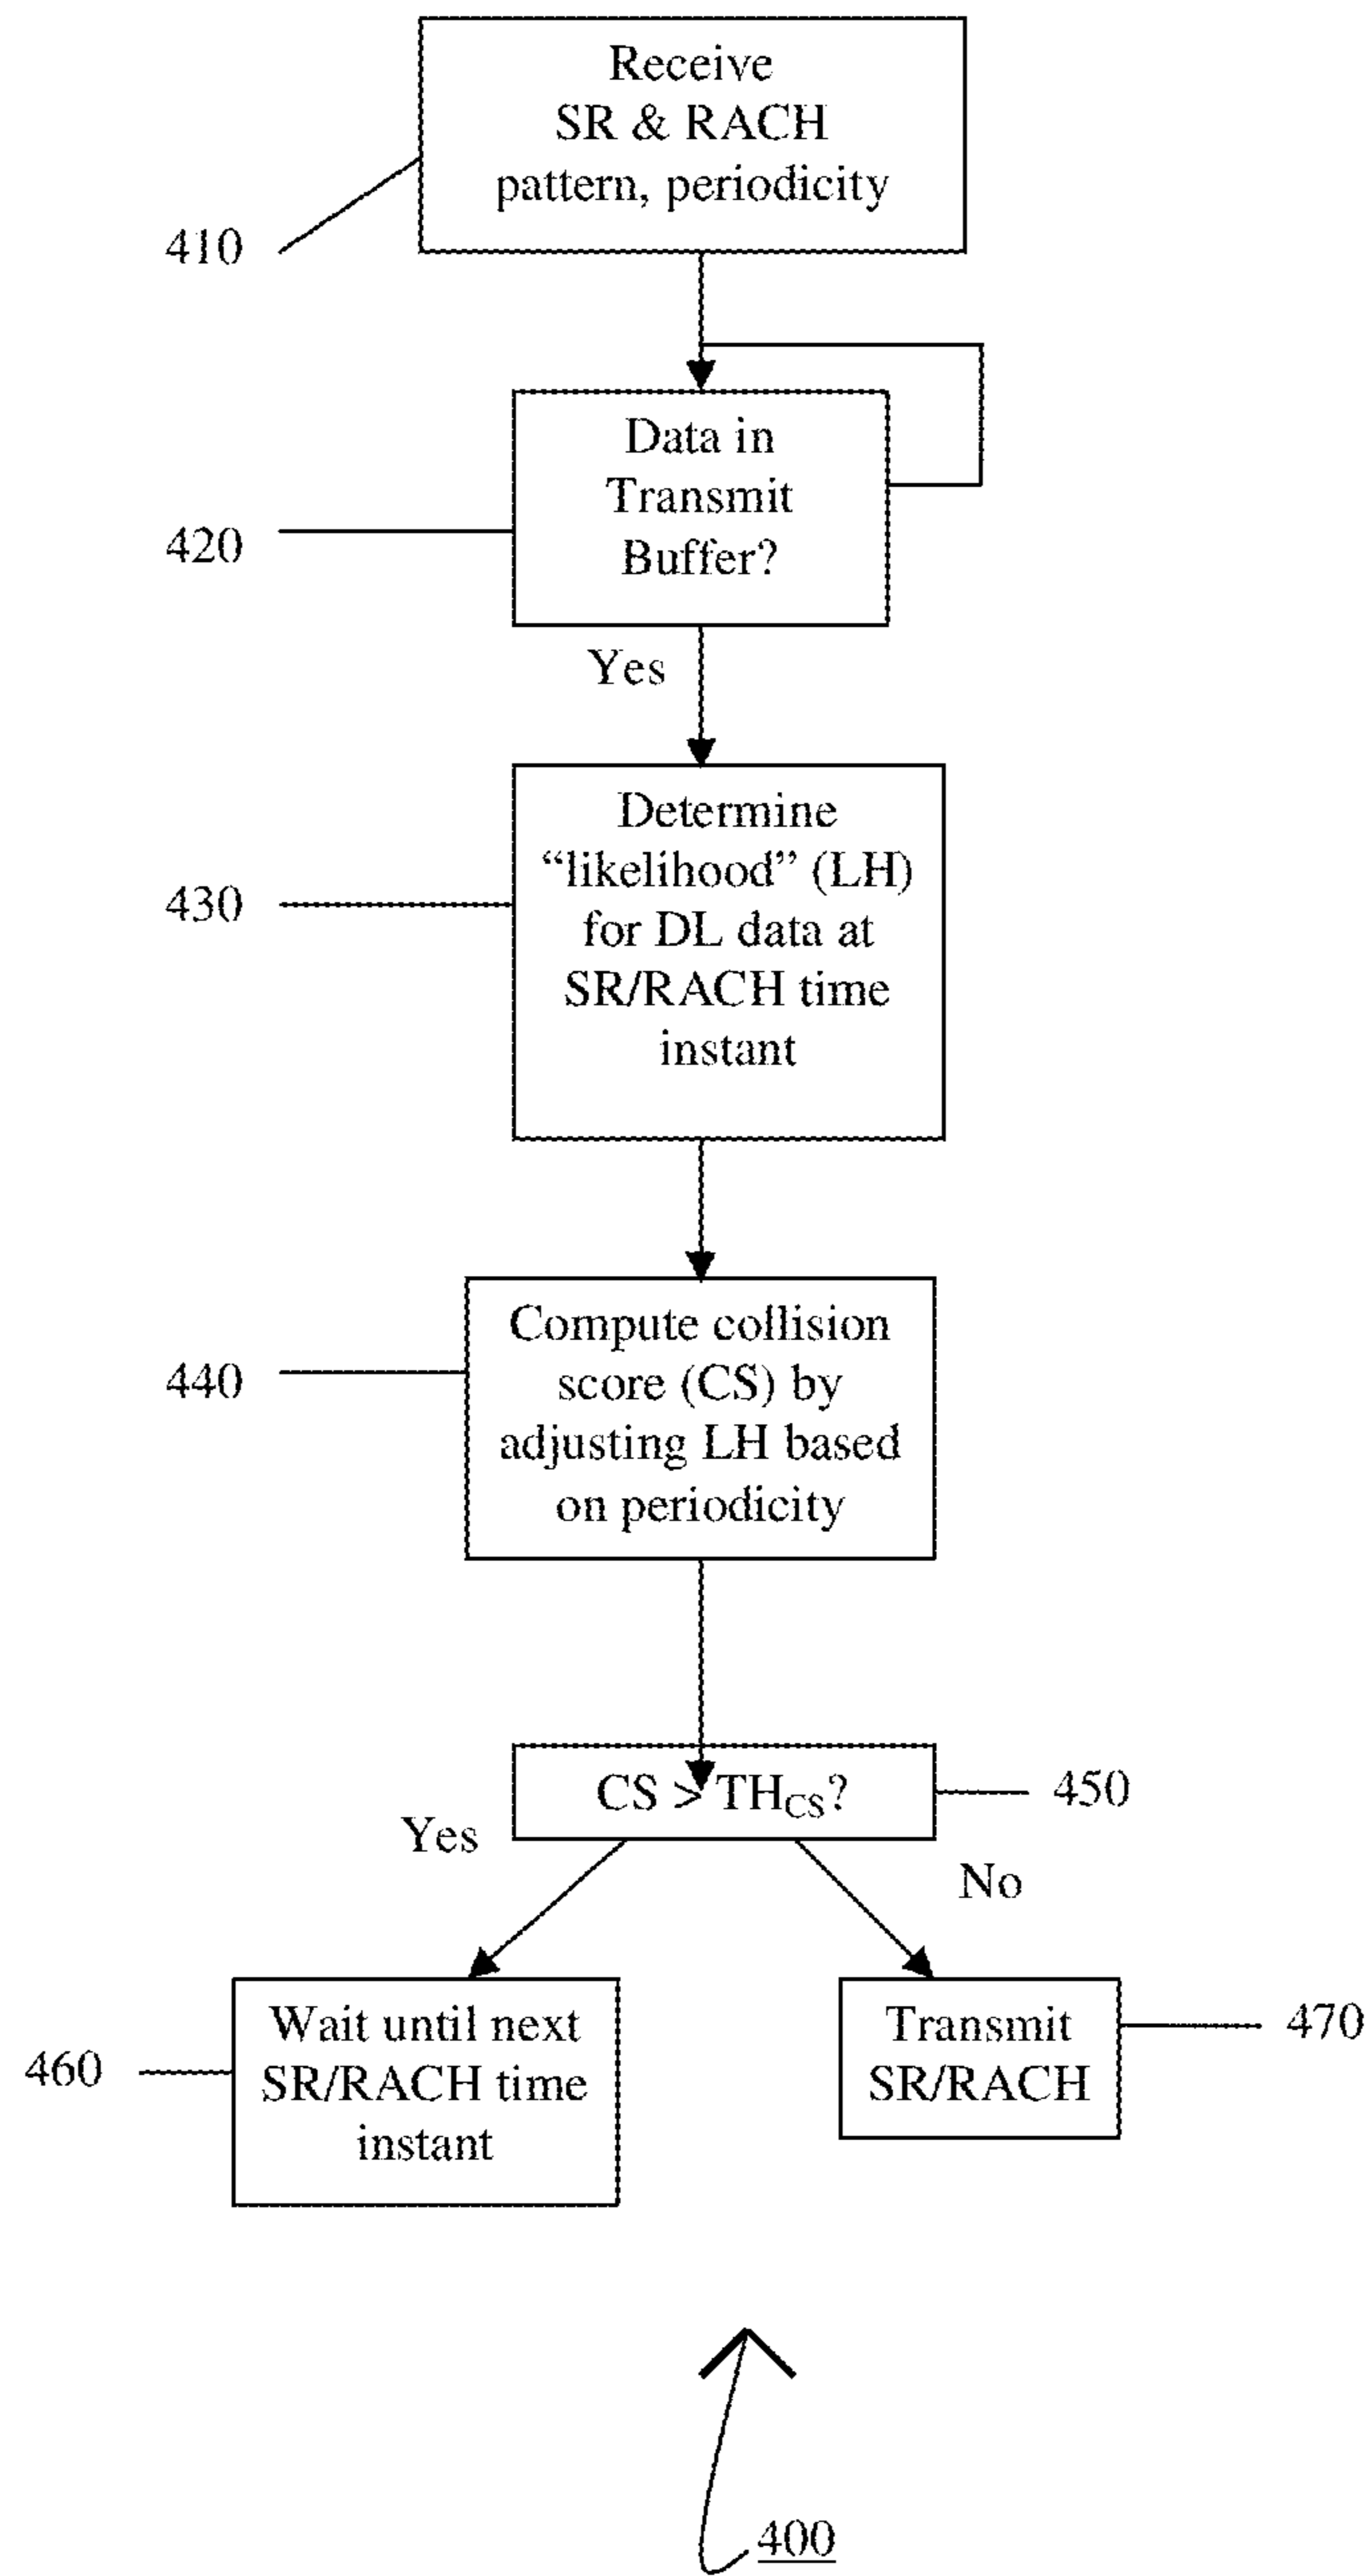 Receive
SR & RACH
pattern, periodicity
410
Data in
Transmit
Buffer?
420
Yes
Determine
“likelihood” (LH)
for DL data at
SR/RACH time
instant
430
Compute collision
score (CS) by
adjusting LH based
on periodicity
440
CS > THCS?
450
Yes
No
Wait until next
SR/RACH time
instant
460
Transmit
SR/RACH
470
400